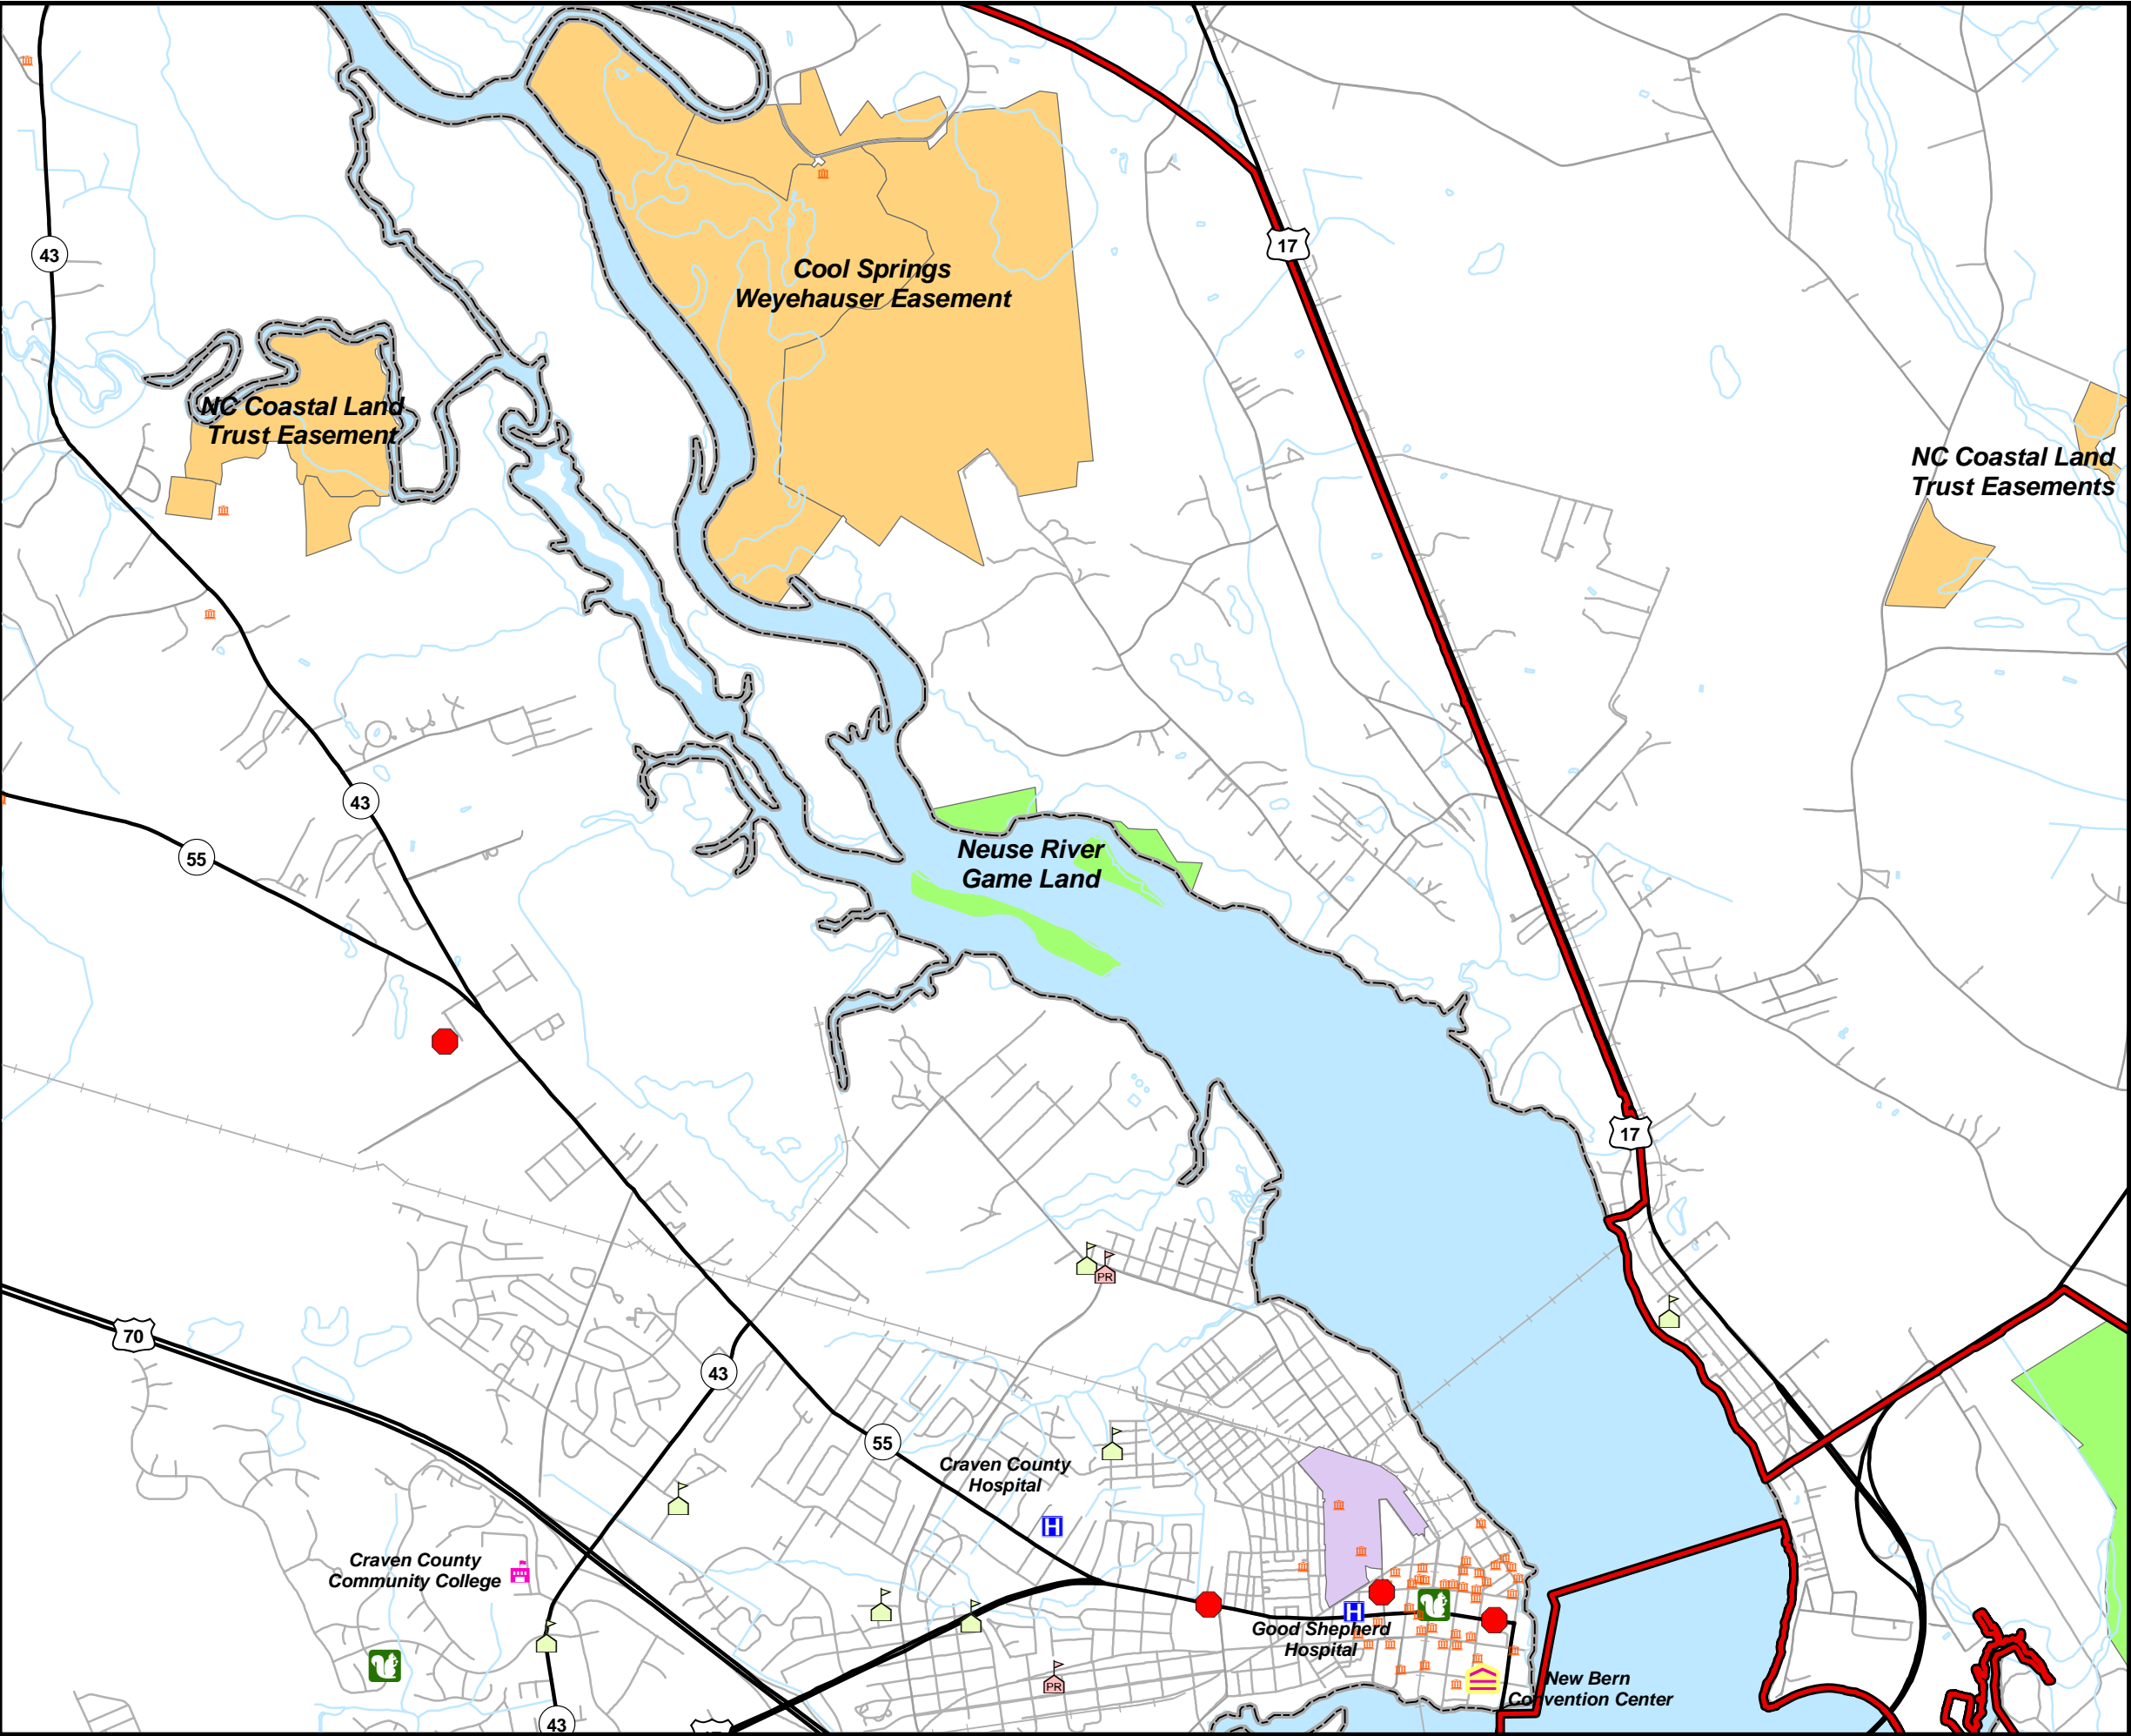 17
43
Cool Springs
Weyehauser Easement
NC Coastal Land
Trust Easement
NC Coastal Land
Trust Easements
43
55
Neuse River
Game Land
17
PR
70
43
55
Craven County
Hospital
H
Craven County
Community College
H
Good Shepherd
Hospital
PR
New Bern
Convention Center
43